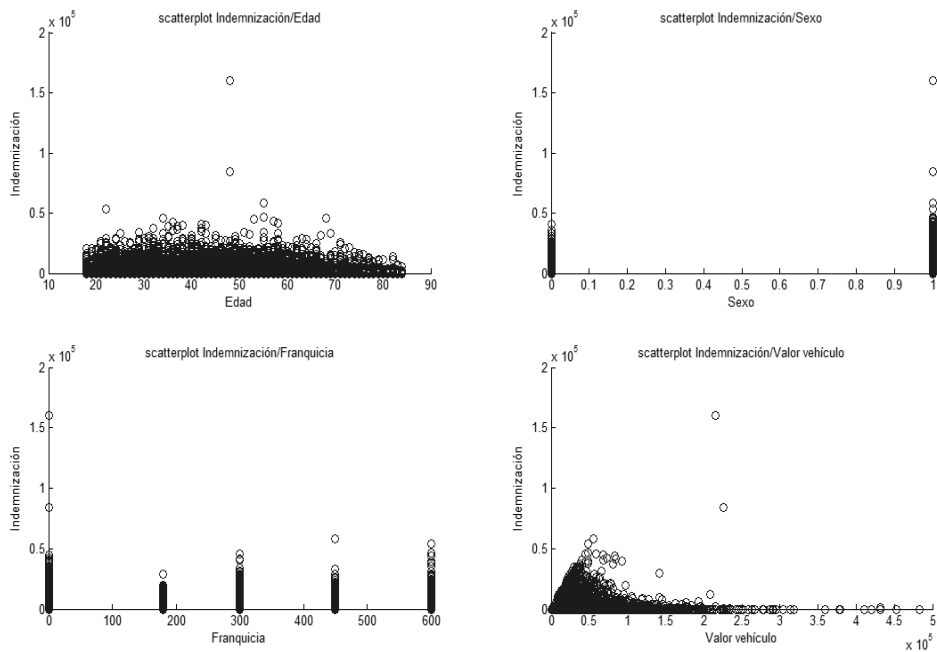 scatterplot Indemnización/Edad
x 10^5
2
1.5
1
0.5
0
Indemnización
10 20 30 40 50 60 70 80 90
Edad
scatterplot Indemnización/Sexo
x 10^5
2
1.5
1
0.5
0
Indemnización
0 0.1 0.2 0.3 0.4 0.5 0.6 0.7 0.8 0.9 1
Sexo
scatterplot Indemnización/Franquicia
x 10^5
2
1.5
1
0.5
0
Indemnización
0 100 200 300 400 500 600
Franquicia
scatterplot Indemnización/Valor vehículo
x 10^5
2
1.5
1
0.5
0
Indemnización
0 0.5 1 1.5 2 2.5 3 3.5 4 4.5 5
Valor vehículo
x 10^5